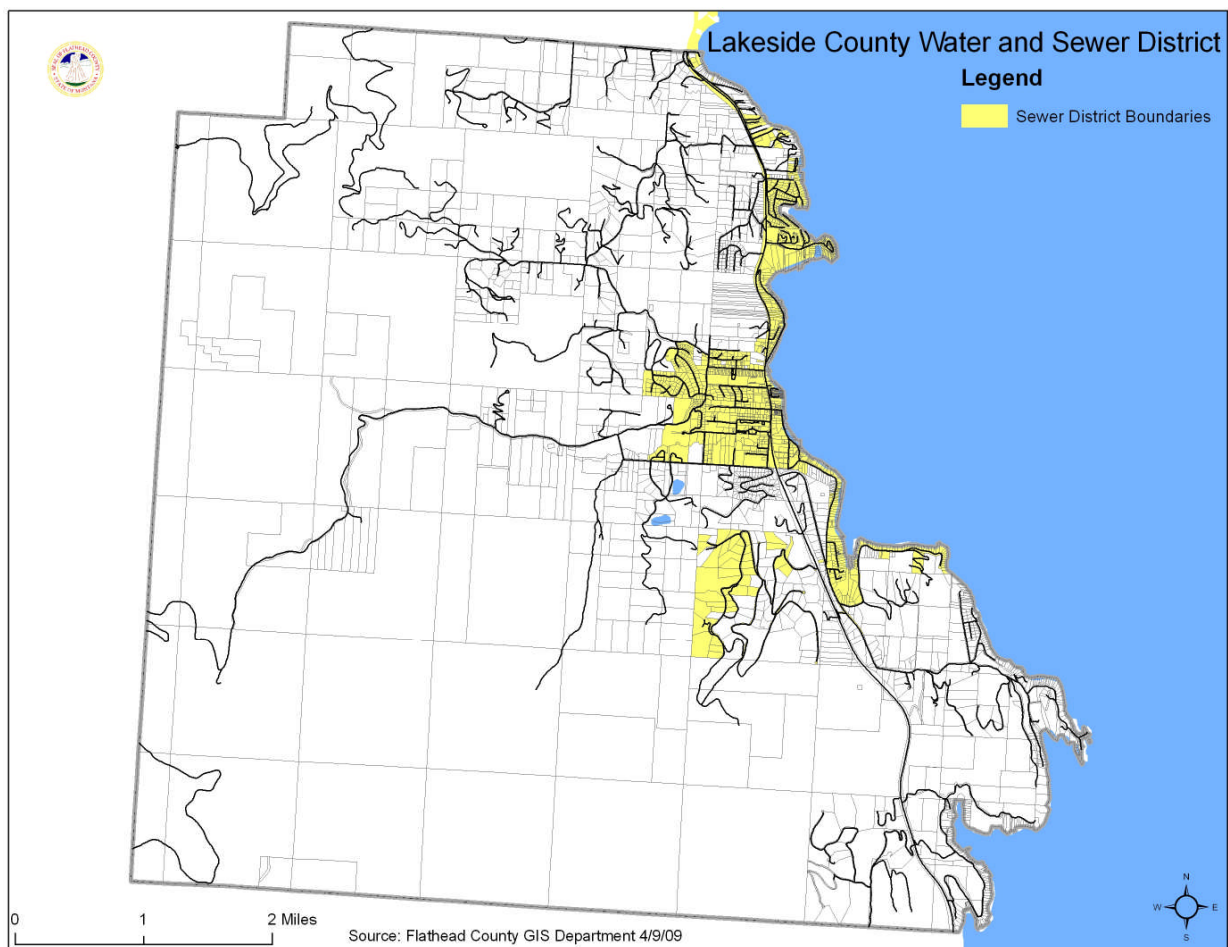 Lakeside County Water and Sewer District
Legend
Sewer District Boundaries
N
W E
S
0 1 2 Miles
Source: Flathead County GIS Department 4/9/09